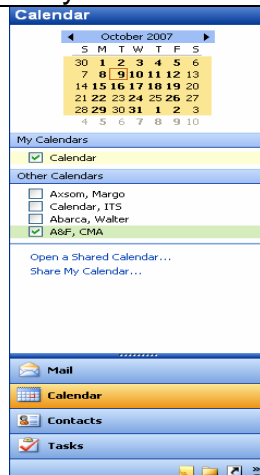 Calendar
October 2007
S M T W T F S
30 1 2 3 4 5 6
7 8 9 10 11 12 13
14 15 16 17 18 19 20
21 22 23 24 25 26 27
28 29 30 31 1 2 3
4 5 6 7 8 9 10
My Calendars
Calendar
Other Calendars
Axsom, Margo
Calendar, ITS
Abarca, Walter
A&F, CMA
Open a Shared Calendar...
Share My Calendar...
Mail
Calendar
Contacts
Tasks